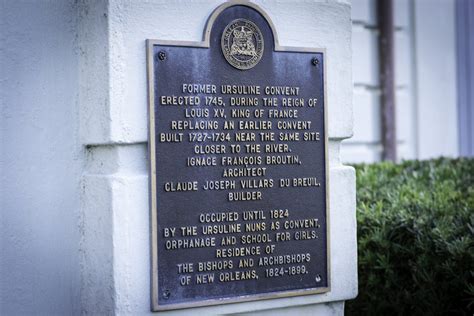 FORMER URSULINE CONVENT
ERECTED 1745, DURING THE REIGN OF
LOUIS XV, KING OF FRANCE
REPLACING AN EARLIER CONVENT
BUILT 1727-1734 NEAR THE SAME SITE
CLOSER TO THE RIVER.
IGNACE FRANÇOIS BROUTIN,
ARCHITECT
CLAUDE JOSEPH VILLARS DU BREUIL,
BUILDER
OCCUPIED UNTIL 1824
BY THE URSULINE NUNS AS CONVENT,
ORPHANAGE AND SCHOOL FOR GIRLS.
RESIDENCE OF
THE BISHOPS AND ARCHBISHOPS
OF NEW ORLEANS, 1824-1899.